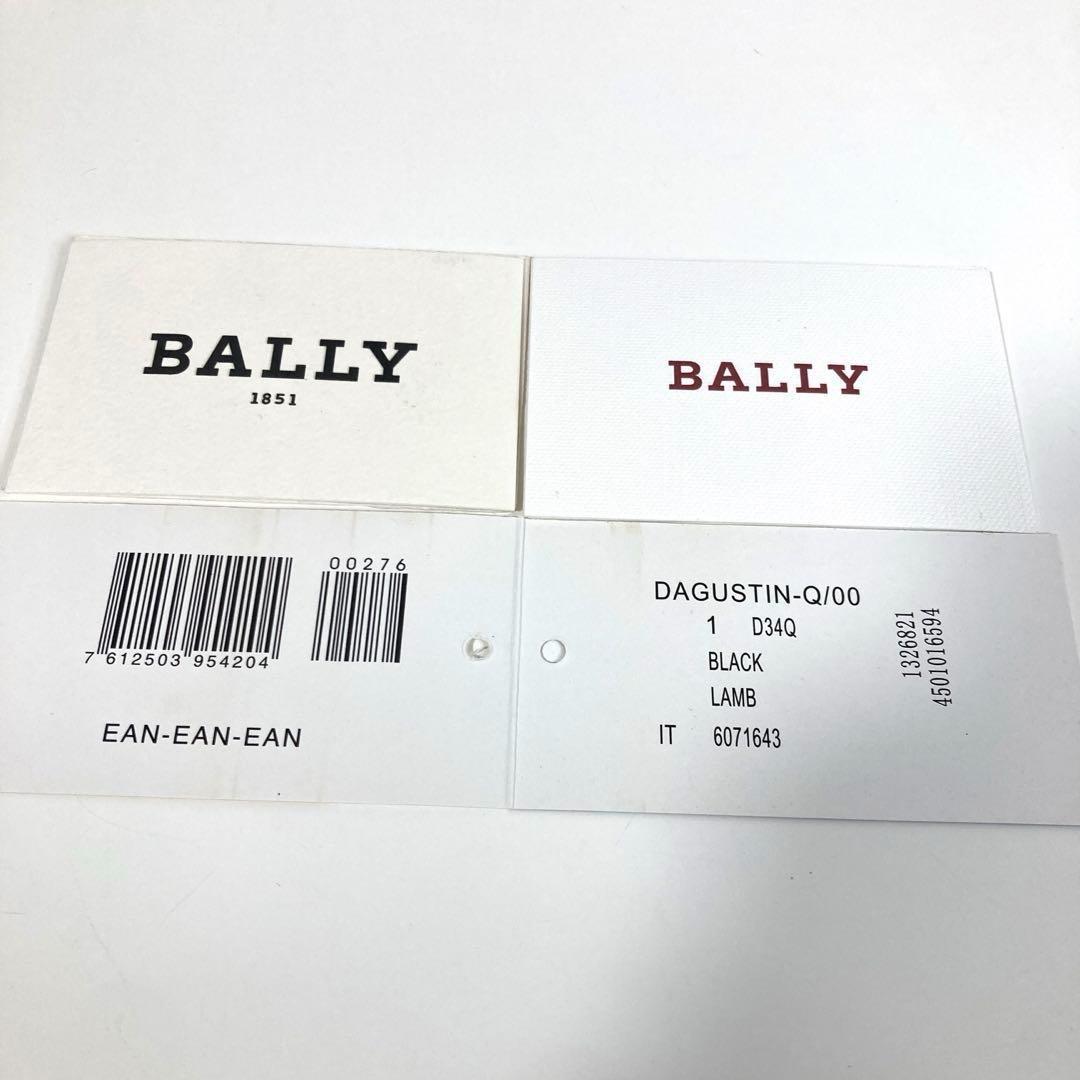 BALLY
1851
BALLY
00276
7 612503 954204
EAN-EAN-EAN
DAGUSTIN-Q/00
1 D34Q
BLACK
LAMB
IT 6071643
1326821
4501016594